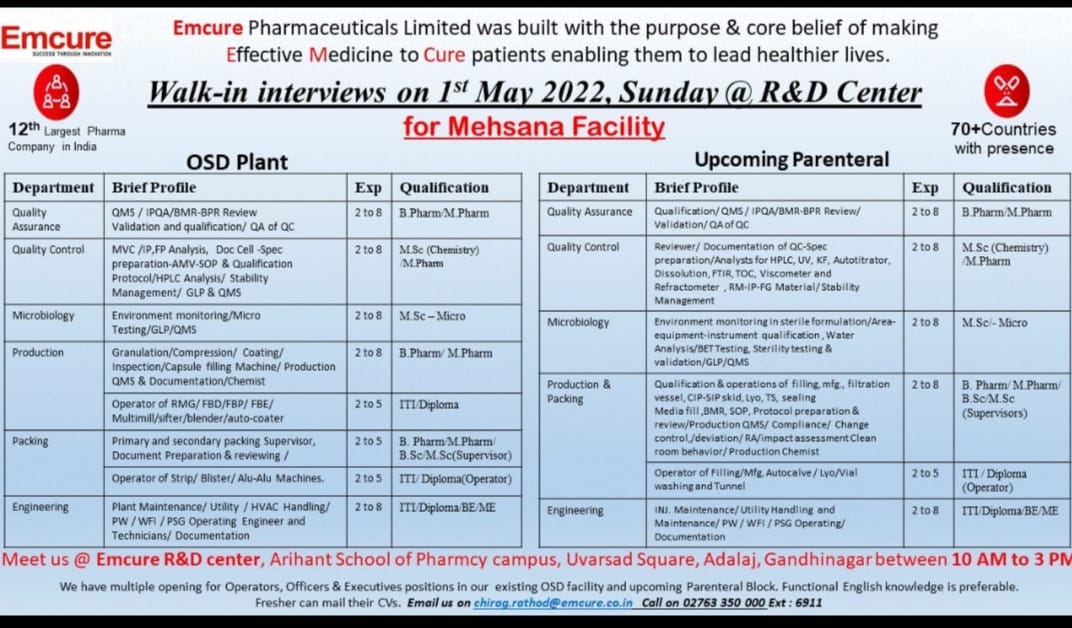 Emcure
SUCCESS THROUGH INNOVATION
Emcure Pharmaceuticals Limited was built with the purpose & core belief of making
Effective Medicine to Cure patients enabling them to lead healthier lives.
Walk-in interviews on 1st May 2022, Sunday @ R&D Center
for Mehsana Facility
12th Largest Pharma
Company in India
70+Countries
with presence
OSD Plant
Department Brief Profile Exp Qualification
Quality
Assurance
QMS / IPQA/BMR-BPR Review
Validation and qualification/ QA of QC
2 to 8
B.Pharm/M.Pharm
Quality Control
MVC /IP,FP Analysis, Doc Cell -Spec
preparation-AMV-SOP & Qualification
Protocol/HPLC Analysis/ Stability
Management/ GLP & QMS
2 to 8
M.Sc (Chemistry)
/M.Pharm
Microbiology
Environment monitoring/Micro
Testing/GLP/QMS
2 to 8
M.Sc – Micro
Production
Granulation/Compression/ Coating/
Inspection/Capsule filling Machine/ Production
QMS & Documentation/Chemist
2 to 8
B.Pharm/ M.Pharm
Operator of RMG/ FBD/FBP/ FBE/
Multimill/sifter/blender/auto-coater
2 to 5
ITI/Diploma
Packing
Primary and secondary packing Supervisor,
Document Preparation & reviewing /
2 to 5
B. Pharm/M.Pharm/
B.Sc/M.Sc(Supervisor)
Operator of Strip/ Blister/ Alu-Alu Machines.
2 to 5
ITI/ Diploma(Operator)
Engineering
Plant Maintenance/ Utility / HVAC Handling/
PW / WFI / PSG Operating Engineer and
Technicians/ Documentation
2 to 8
ITI/Diploma/BE/ME
Upcoming Parenteral
Department Brief Profile Exp Qualification
Quality Assurance
Qualification/ QMS / IPQA/BMR-BPR Review/
Validation/ QA of QC
2 to 8
B.Pharm/M.Pharm
Quality Control
Reviewer/ Documentation of QC-Spec
preparation/Analysts for HPLC, UV, KF, Autotitrator,
Dissolution, FTIR, TOC, Viscometer and
Refractometer , RM-IP-FG Material/ Stability
Management
2 to 8
M.Sc (Chemistry)
/M.Pharm
Microbiology
Environment monitoring in sterile formulation/Area-
equipment-instrument qualification , Water
Analysis/BET Testing, Sterility testing &
validation/GLP/QMS
2 to 8
M.Sc/- Micro
Production &
Packing
Qualification & operations of filling, mfg., filtration
vessel, CIP-SIP skid, Lyo, TS, sealing
Media fill ,BMR, SOP, Protocol preparation &
review/Production QMS/ Compliance/ Change
control,/deviation/ RA/impact assessment Clean
room behavior/ Production Chemist
2 to 8
B. Pharm/ M.Pharm/
B.Sc/M.Sc
(Supervisors)
Operator of Filling/Mfg, Autocalve / Lyo/Vial
washing and Tunnel
2 to 5
ITI / Diploma
(Operator)
Engineering
INJ. Maintenance/ Utility Handling and
Maintenance/ PW / WFI / PSG Operating/
Documentation
2 to 8
ITI/Diploma/BE/ME
Meet us @ Emcure R&D center, Arihant School of Pharmcy campus, Uvarsad Square, Adalaj, Gandhinagar between 10 AM to 3 PM
We have multiple opening for Operators, Officers & Executives positions in our existing OSD facility and upcoming Parenteral Block. Functional English knowledge is preferable.
Fresher can mail their CVs. Email us on chirag.rathod@emcure.co.in Call on 02763 350 000 Ext : 6911